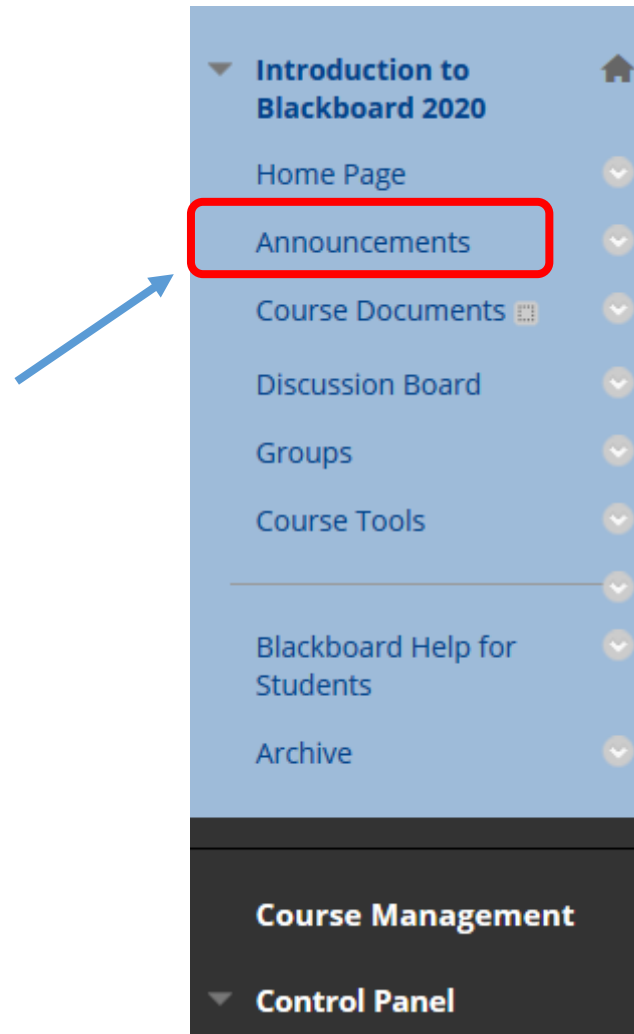 Introduction to
Blackboard 2020
Home Page
Announcements
Course Documents
Discussion Board
Groups
Course Tools
Blackboard Help for
Students
Archive
Course Management
Control Panel